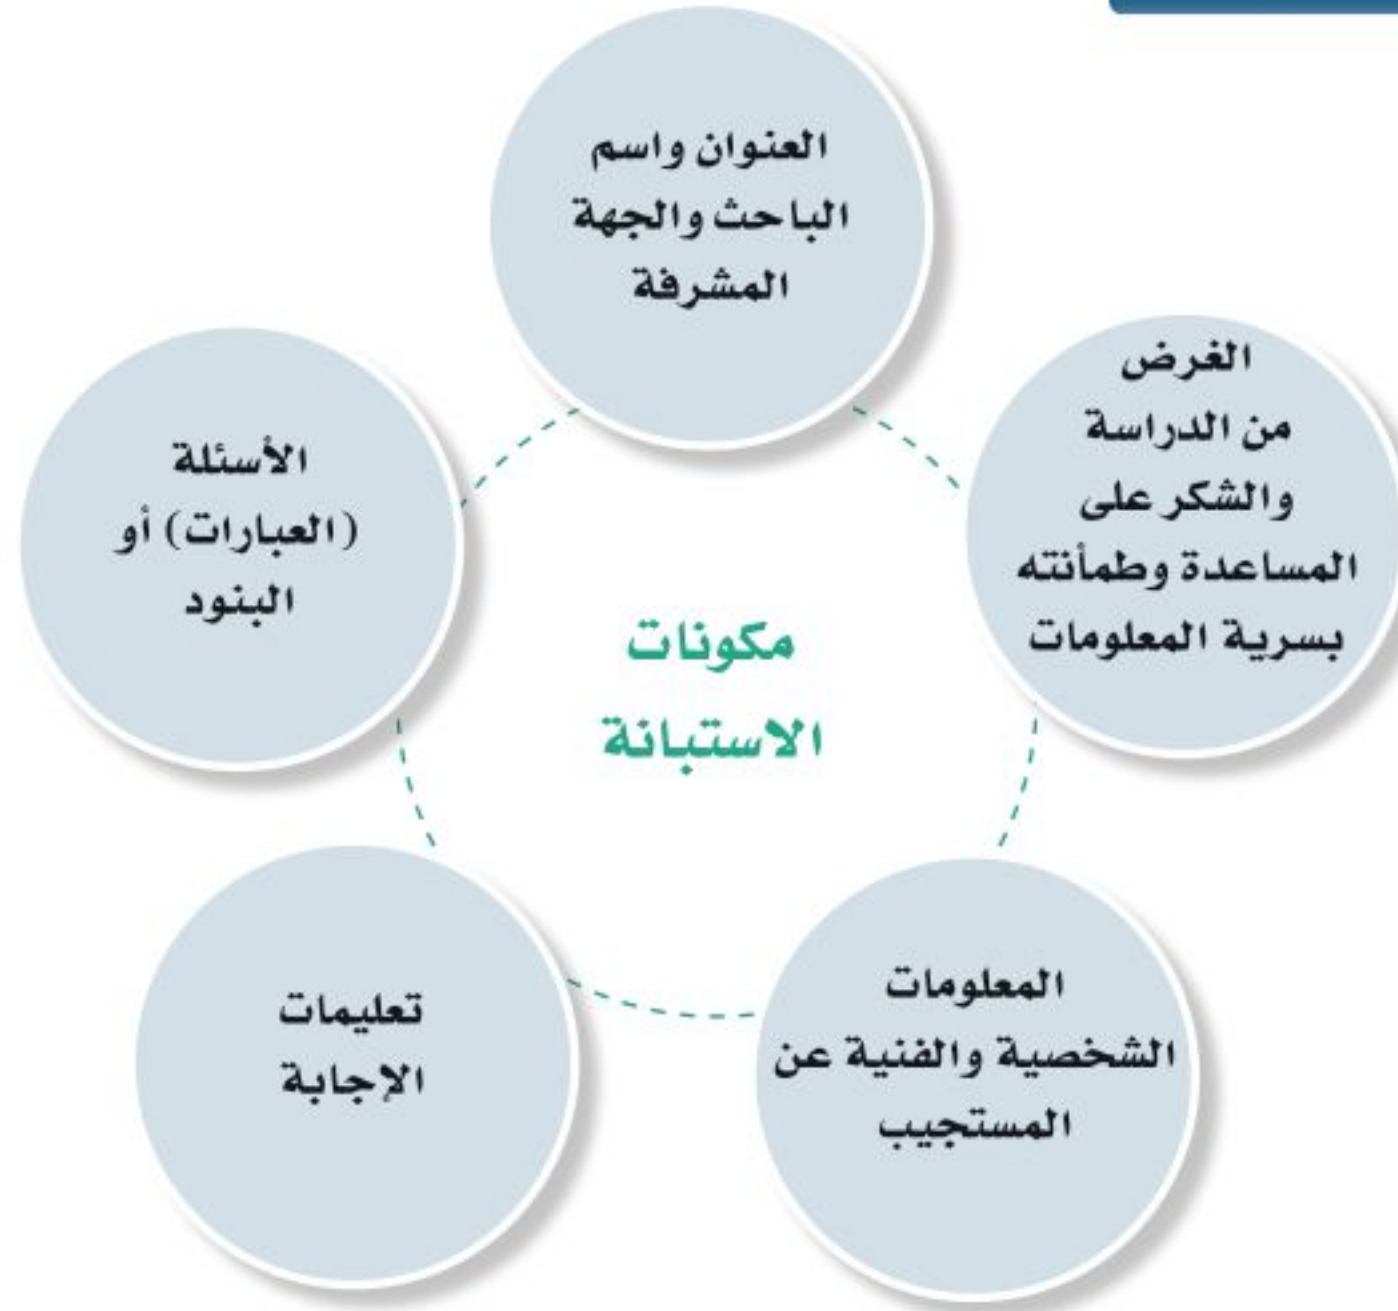 العنوان واسم
الباحث والجهة
المشرفة
الغرض
من الدراسة
والشكر على
المساعدة وطمأنته
بسرية المعلومات
المعلومات
الشخصية والفنية عن
المستجيب
تعليمات
الإجابة
الأسئلة
(العبارات) أو
البنود
مكونات
الاستبانة